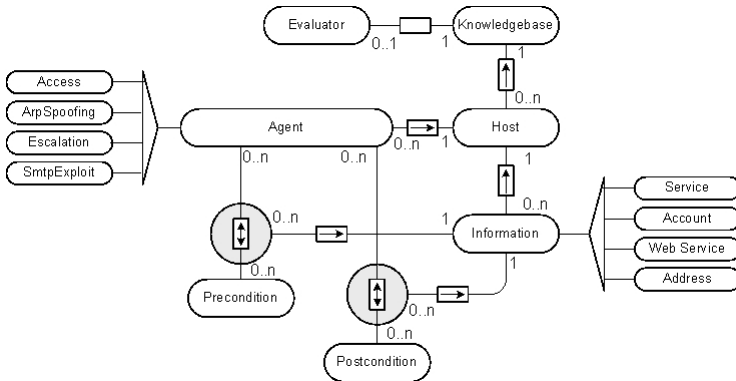 Evaluator
Knowledgebase
0..1
1
1
Access
ArpSpoofing
Escalation
SmtpExploit
0..n
Agent
Host
0..n
1
0..n
0..n
1
Service
Account
Web Service
Address
0..n
0..n
1
Information
0..n
1
Precondition
0..n
0..n
Postcondition